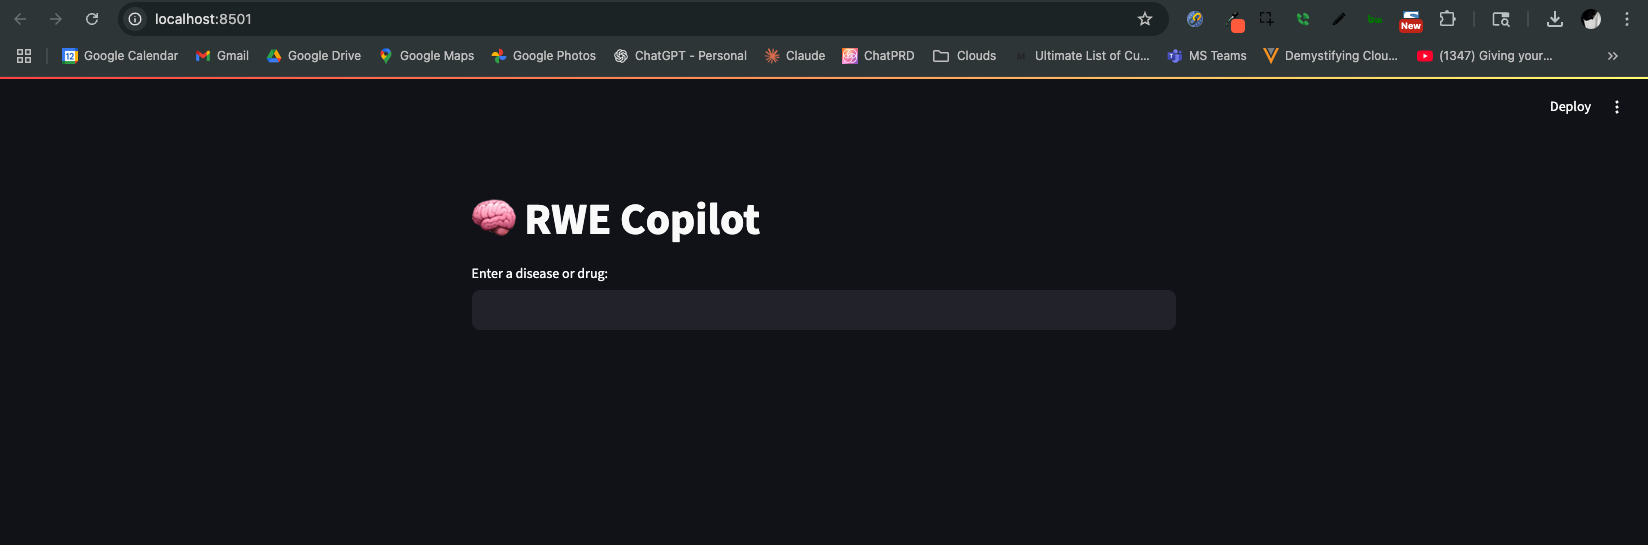 localhost:8501
New
12 Google Calendar Gmail Google Drive Google Maps Google Photos ChatGPT - Personal Claude ChatPRD Clouds Ultimate List of Cu... MS Teams Demystifying Clou... (1347) Giving your... »
Deploy
RWE Copilot
Enter a disease or drug: